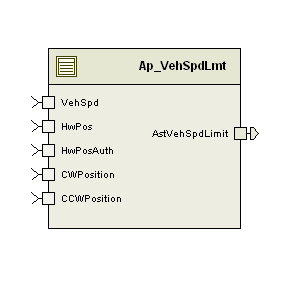 Ap_VehSpdLmt
VehSpd
HwPos
HwPosAuth
CWPosition
CCWPosition
AstVehSpdLimit